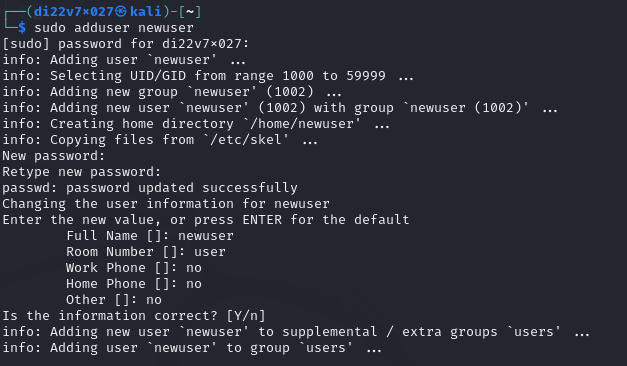 ┌──(di22v7×027㉿kali)-[~]
└─$ sudo adduser newuser
[sudo] password for di22v7×027:
info: Adding user `newuser' ...
info: Selecting UID/GID from range 1000 to 59999 ...
info: Adding new group `newuser' (1002) ...
info: Adding new user `newuser' (1002) with group `newuser (1002)' ...
info: Creating home directory `/home/newuser' ...
info: Copying files from `/etc/skel' ...
New password:
Retype new password:
passwd: password updated successfully
Changing the user information for newuser
Enter the new value, or press ENTER for the default
        Full Name []: newuser
        Room Number []: user
        Work Phone []: no
        Home Phone []: no
        Other []: no
Is the information correct? [Y/n]
info: Adding new user `newuser' to supplemental / extra groups `users' ...
info: Adding user `newuser' to group `users' ...